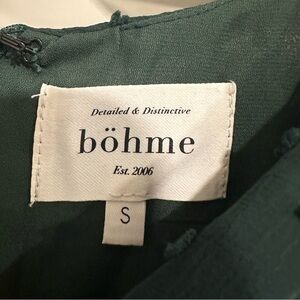 Detailed & Distinctive
böhme
Est. 2006
S